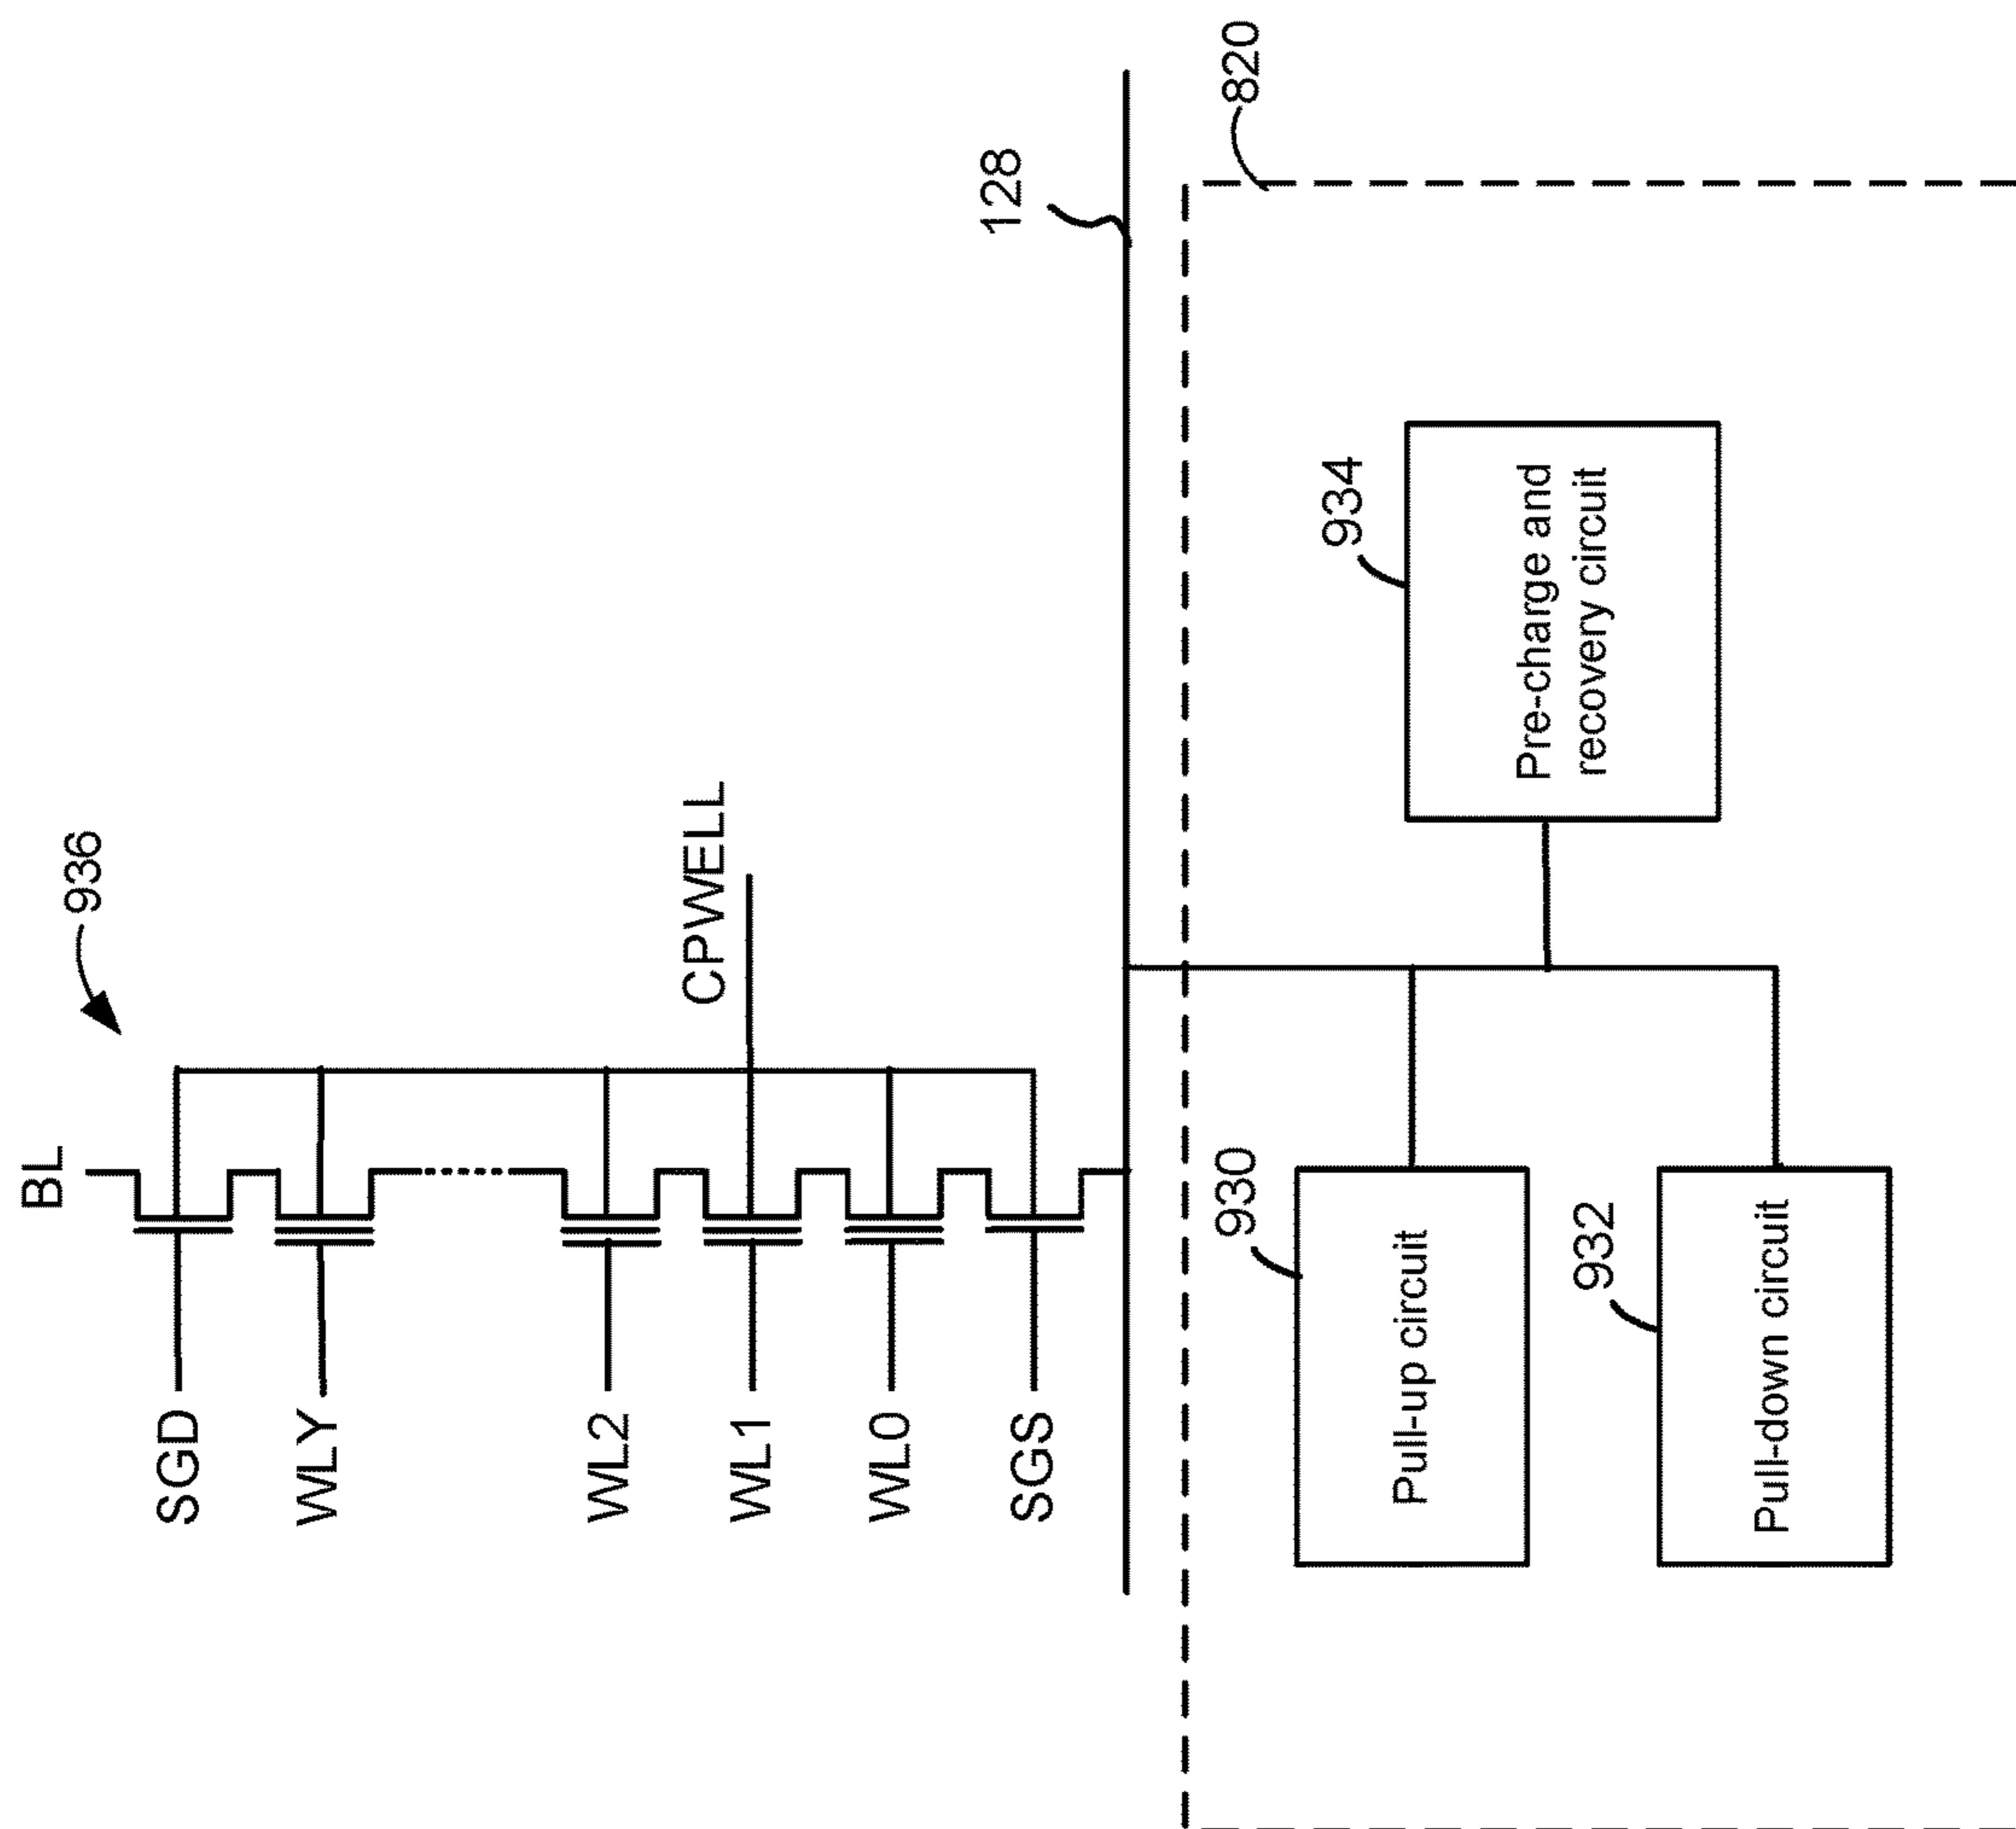 936
BL
SGD
WLY
WL2
WL1
WL0
SGS
CPWELL
128
820
930
Pull-up circuit
932
Pull-down circuit
934
Pre-charge and
recovery circuit